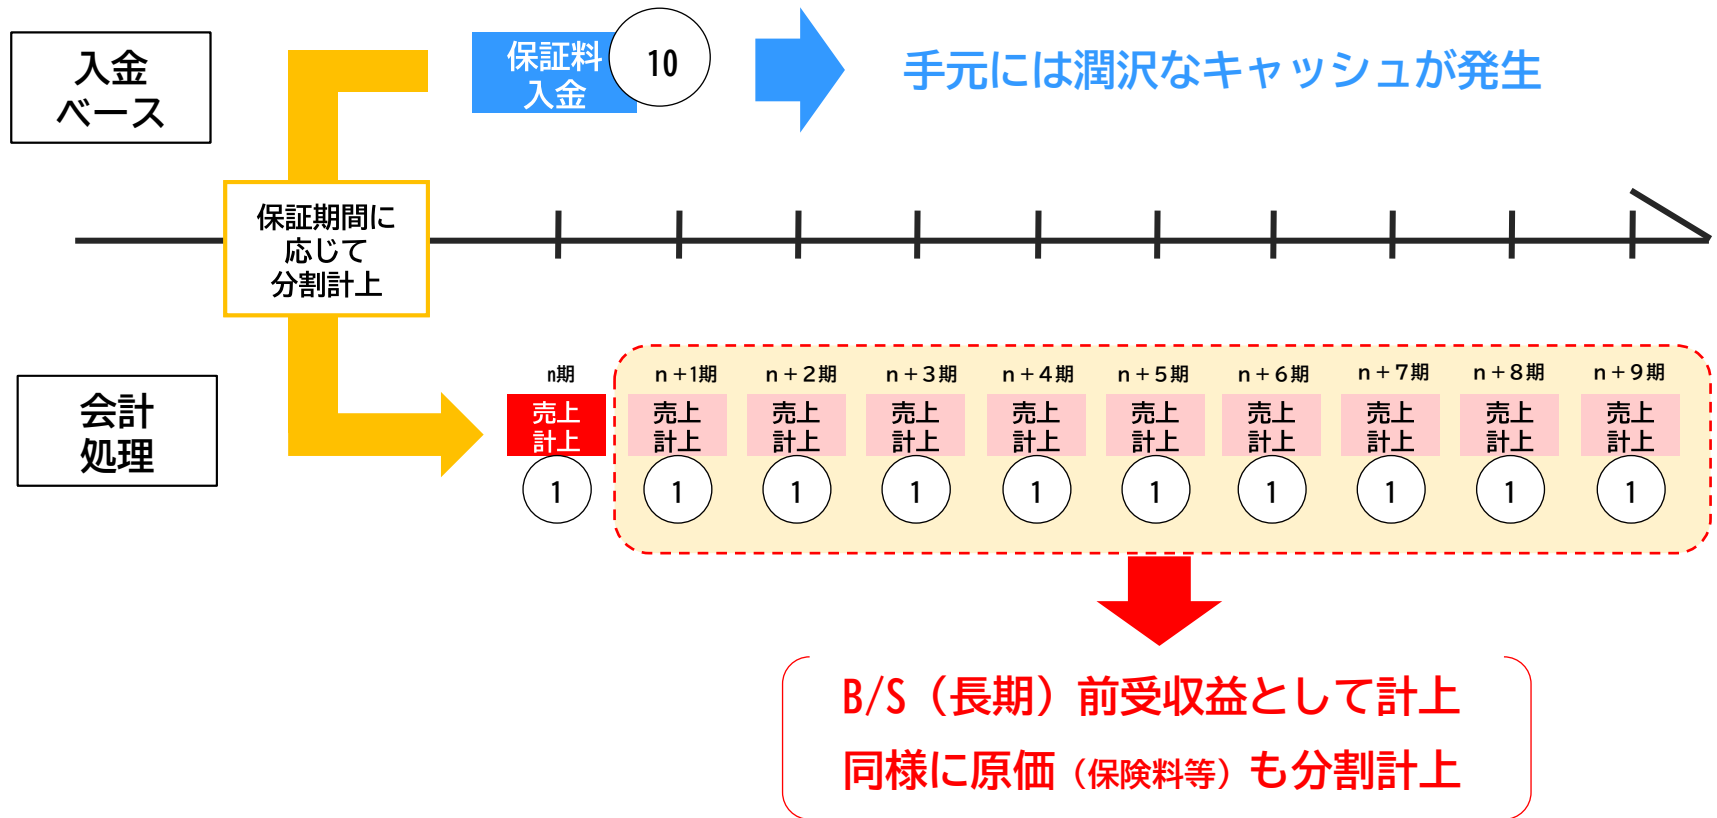 入金
ベース
保証料
入金
10
手元には潤沢なキャッシュが発生
保証期間に
応じて
分割計上
会計
処理
n期
n+1期
n+2期
n+3期
n+4期
n+5期
n+6期
n+7期
n+8期
n+9期
売上
計上
売上
計上
売上
計上
売上
計上
売上
計上
売上
計上
売上
計上
売上
計上
売上
計上
売上
計上
1
1
1
1
1
1
1
1
1
1
B/S（長期）前受収益として計上
同様に原価（保険料等）も分割計上